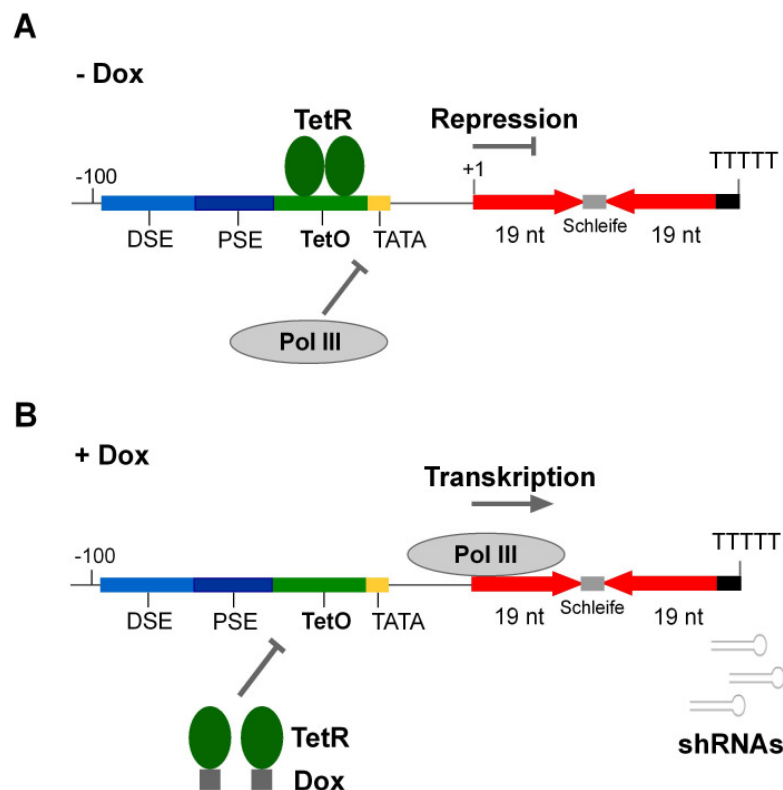 A
- Dox
TetR
Repression
TTTTT
-100
+1
DSE
PSE
TetO
TATA
19 nt
Schleife
19 nt
Pol III
B
+ Dox
Transkription
TTTTT
-100
Pol III
DSE
PSE
TetO
TATA
19 nt
Schleife
19 nt
TetR
shRNAs
Dox